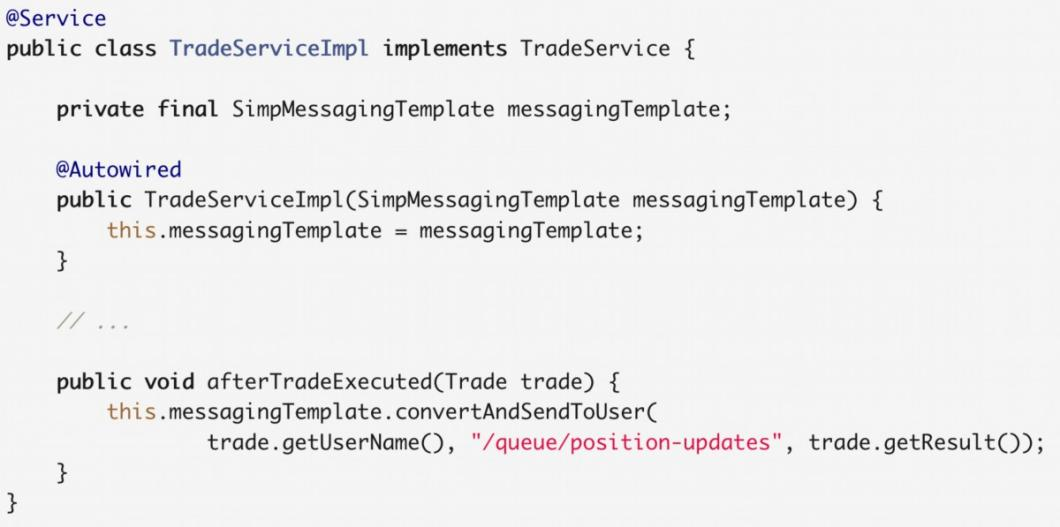 @Service
public class TradeServiceImpl implements TradeService {
private final SimpMessagingTemplate messagingTemplate;
@Autowired
public TradeServiceImpl(SimpMessagingTemplate messagingTemplate) {
this.messagingTemplate = messagingTemplate;
}
// ...
public void afterTradeExecuted(Trade trade) {
this.messagingTemplate.convertAndSendToUser(
trade.getUserName(), "/queue/position-updates", trade.getResult());
}
}